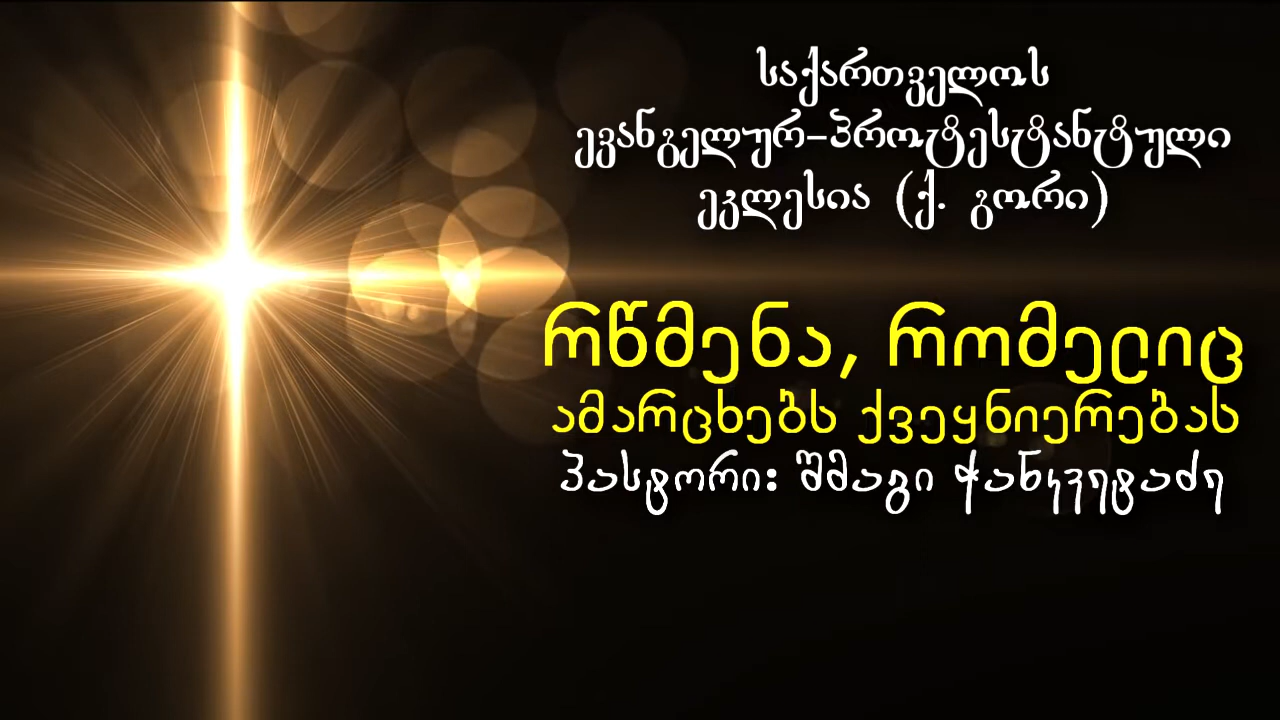 საქართველოს
ევანგელურ-პროტესტანტული
ეკლესია (ქ. გორი)
რწმენა, რომელიც
ამარცხებს ქვეყნიერებას
პასტორი: შმაგი ჭანკვეტაძე